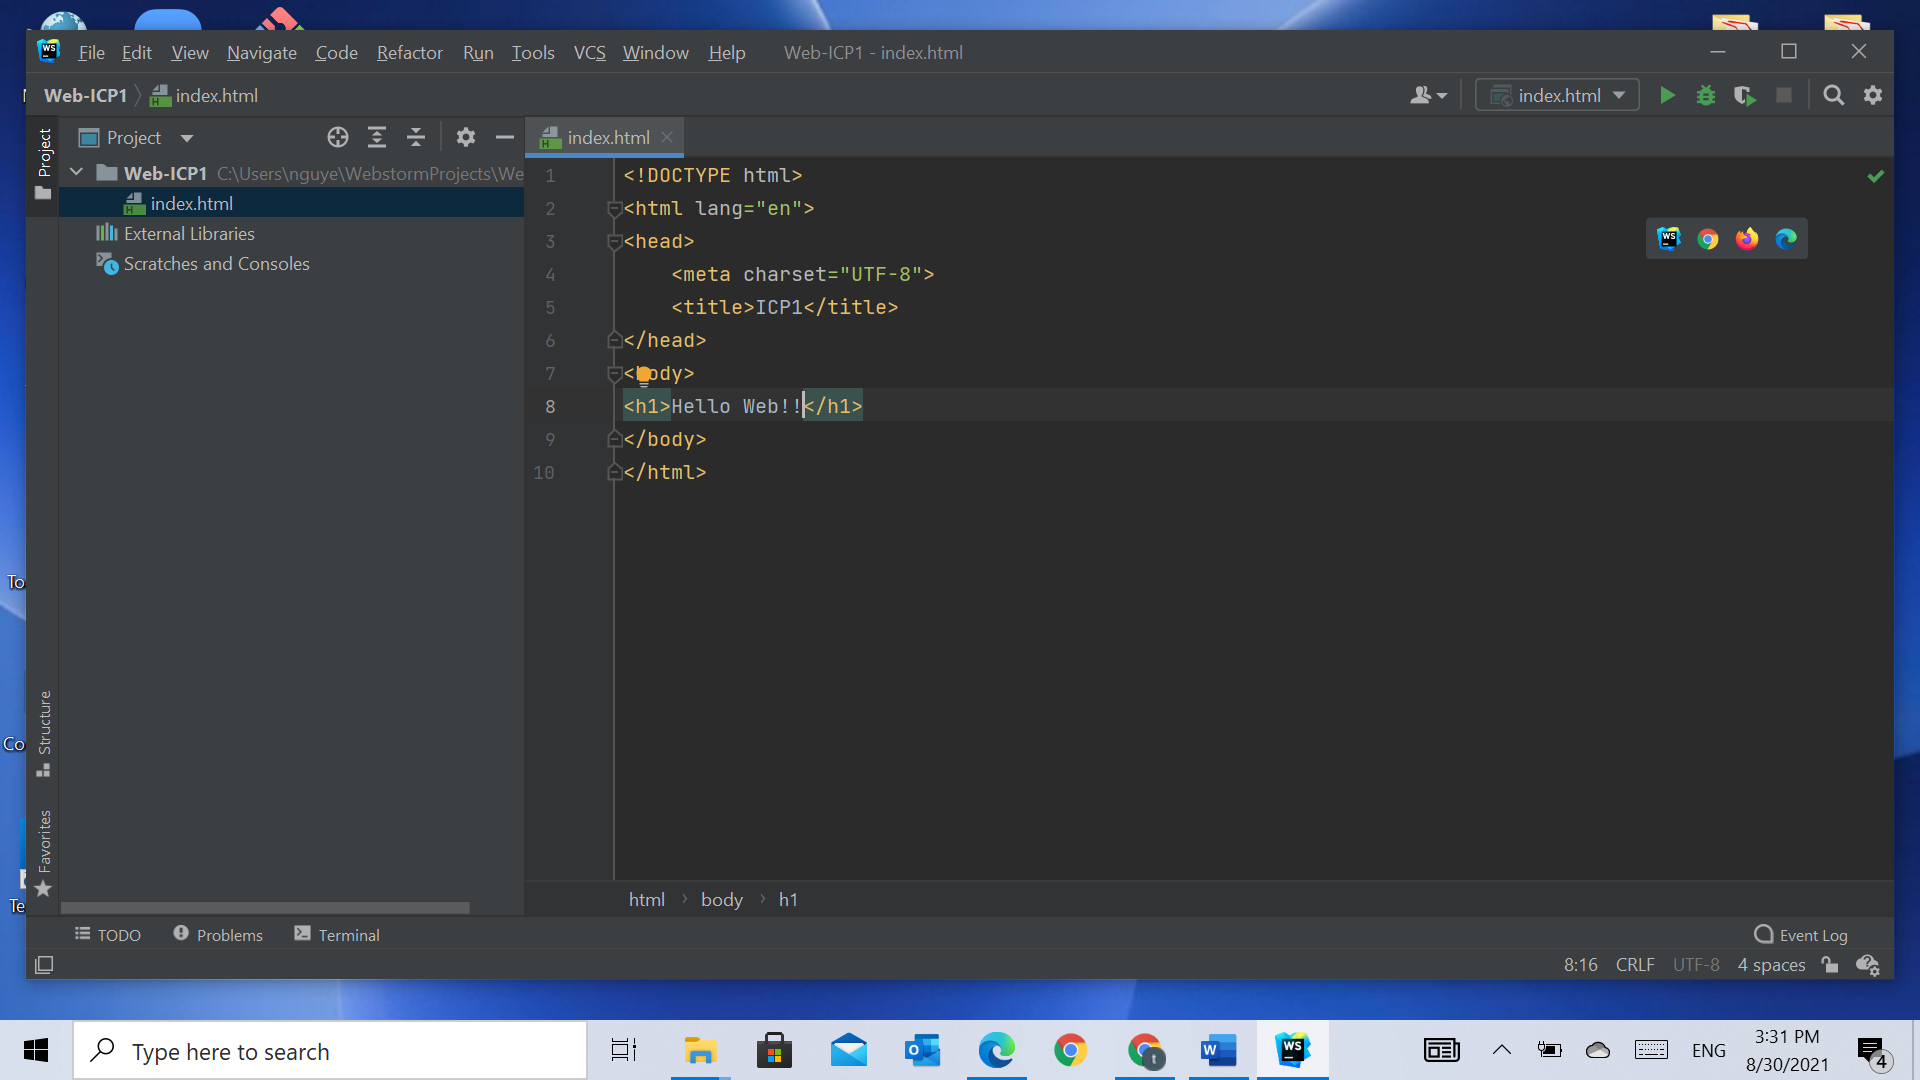 File Edit View Navigate Code Refactor Run Tools VCS Window Help Web-ICP1 - index.html
Web-ICP1 index.html index.html
Project Project index.html
Web-ICP1 C:\Users\nguye\WebstormProjects\We
index.html
External Libraries
Scratches and Consoles
1 <!DOCTYPE html>
2 <html lang="en">
3 <head>
4 <meta charset="UTF-8">
5 <title>ICP1</title>
6 </head>
7 <body>
8 <h1>Hello Web!!</h1>
9 </body>
10 </html>
To
Structure
Co
Favorites
Te
html body h1
TODO Problems Terminal Event Log
8:16 CRLF UTF-8 4 spaces
Type here to search
ENG
3:31 PM
8/30/2021
4